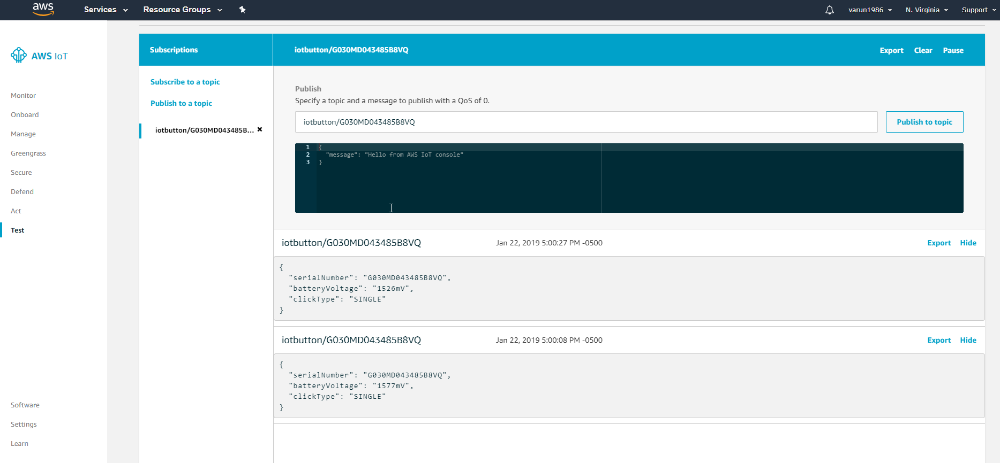 aws Services Resource Groups varun1986 N. Virginia Support
AWS IoT
Monitor
Onboard
Manage
Greengrass
Secure
Defend
Act
Test
Software
Settings
Learn
Subscriptions
Subscribe to a topic
Publish to a topic
iotbutton/G030MD043485B... ✖
iotbutton/G030MD043485B8VQ Export Clear Pause
Publish
Specify a topic and a message to publish with a QoS of 0.
iotbutton/G030MD043485B8VQ Publish to topic
1 {
2 "message": "Hello from AWS IoT console"
3 }
iotbutton/G030MD043485B8VQ Jan 22, 2019 5:00:27 PM -0500 Export Hide
{
"serialNumber": "G030MD043485B8VQ",
"batteryVoltage": "1526mV",
"clickType": "SINGLE"
}
iotbutton/G030MD043485B8VQ Jan 22, 2019 5:00:08 PM -0500 Export Hide
{
"serialNumber": "G030MD043485B8VQ",
"batteryVoltage": "1577mV",
"clickType": "SINGLE"
}